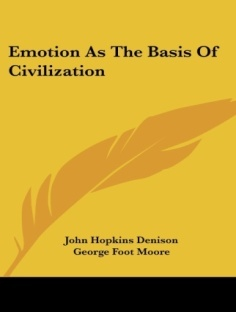 Emotion As The Basis Of
Civilization
John Hopkins Denison
George Foot Moore